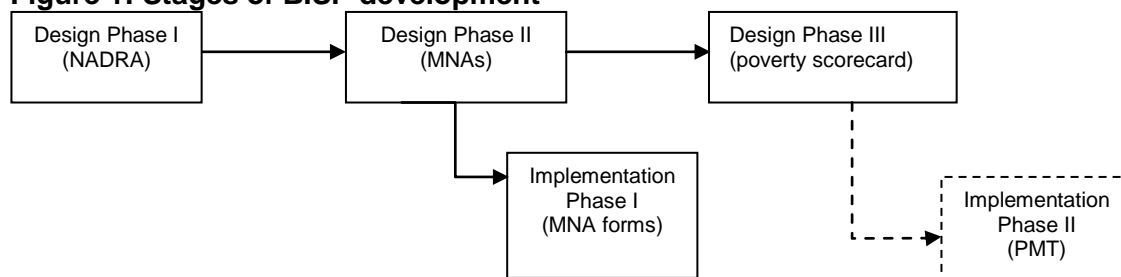 Figure 1: Stages of BISP development
Design Phase I
(NADRA)
Design Phase II
(MNAs)
Design Phase III
(poverty scorecard)
Implementation
Phase I
(MNA forms)
Implementation
Phase II
(PMT)